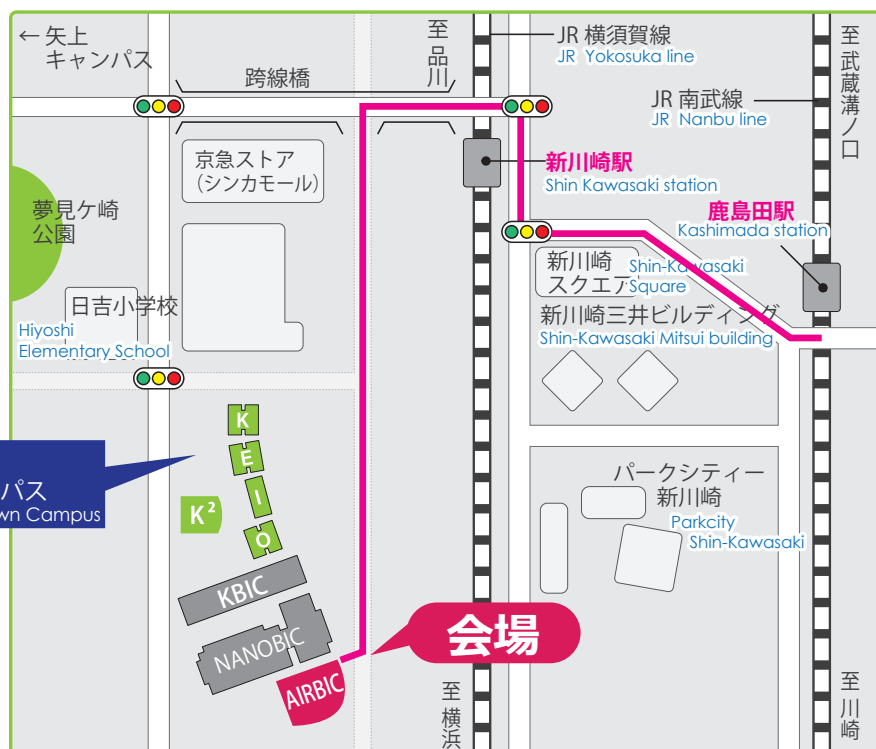 ← 矢上
キャンパス
跨線橋
至品川
JR 横須賀線
JR Yokosuka line
至武蔵溝ノ口
JR 南武線
JR Nanbu line
京急ストア
(シンカモール)
新川崎駅
Shin Kawasaki station
鹿島田駅
Kashimada station
夢見ケ崎
公園
新川崎
スクエア
Shin-Kawasaki
Square
日吉小学校
Hiyoshi
Elementary School
新川崎三井ビルディング
Shin-Kawasaki Mitsui building
K
E
I
O
K²
パス
wn Campus
パークシティー
新川崎
Parkcity
Shin-Kawasaki
KBIC
NANOBIC
AIRBIC
会場
至横浜
至川崎